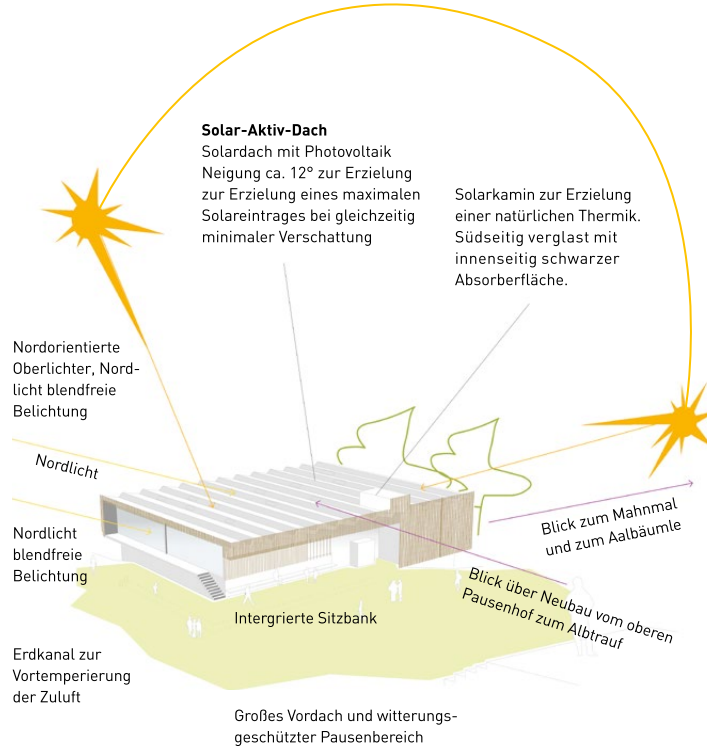 Solar-Aktiv-Dach
Solardach mit Photovoltaik
Neigung ca. 12° zur Erzielung
zur Erzielung eines maximalen
Solareintrages bei gleichzeitig
minimaler Verschattung
Solarkamin zur Erzielung
einer natürlichen Thermik.
Südseitig verglast mit
innenseitig schwarzer
Absorberfläche.
Nordorientierte
Oberlichter, Nord-
licht blendfreie
Belichtung
Nordlicht
Nordlicht
blendfreie
Belichtung
Blick zum Mahnmal
und zum Aalbäumle
Blick über Neubau vom oberen
Pausenhof zum Albtrauf
Intergrierte Sitzbank
Erdkanal zur
Vortemperierung
der Zuluft
Großes Vordach und witterungs-
geschützter Pausenbereich